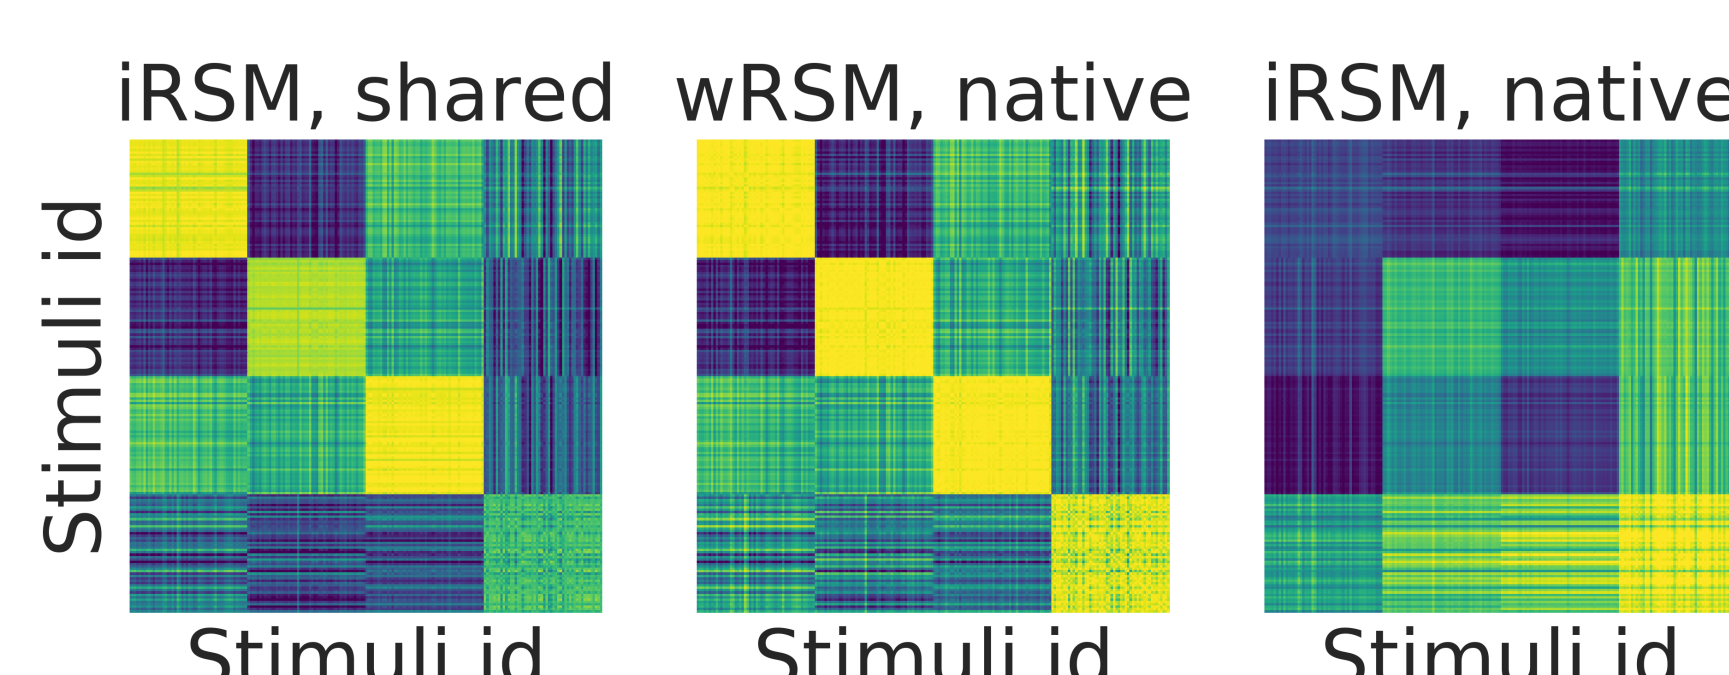 iRSM, shared
wRSM, native
iRSM, native
Stimuli id
Stimuli id
Stimuli id
Stimuli id